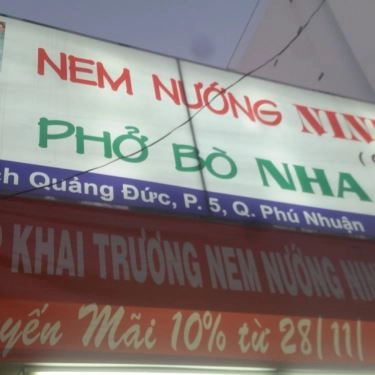 NEM NƯỚNG
PHỞ BÒ NHA
Quảng Đức, P. 5, Q. Phú Nhuận
KHAI TRƯƠNG NEM NƯỚNG
Mãi 10% từ 28/11/